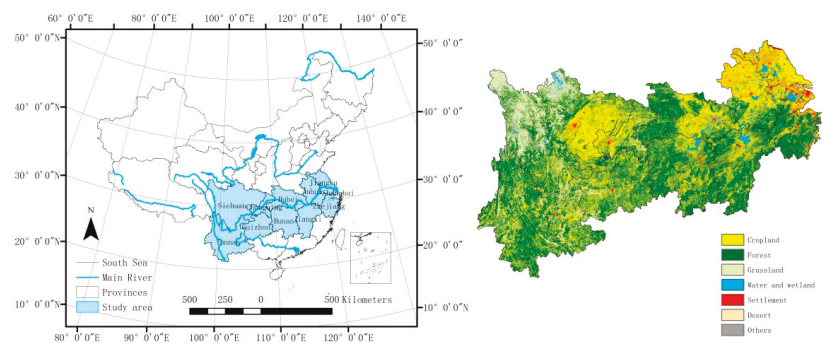 60° 0′0″E 80° 0′0″E 100° 0′0″E 120° 0′0″E 140° 0′0″E
50° 0′0″N
40° 0′0″N
30° 0′0″N
20° 0′0″N
10° 0′0″N
50° 0′0″
40° 0′0″N
30° 0′0″N
20° 0′0″N
10° 0′0″N
Jiangsu
Anhui Shanghai
Sichuan
Hubei
Chongqing
Zhejiang
Hunan
Jiangxi
Guizhou
Yunnan
N
South Sea
Main River
Provinces
Study area
500 250 0 500 Kilometers
80° 0′0″E 90° 0′0″E 100° 0′0″E 110° 0′0″E 120° 0′0″E
Cropland
Forest
Grassland
Water and wetland
Settlement
Desert
Others